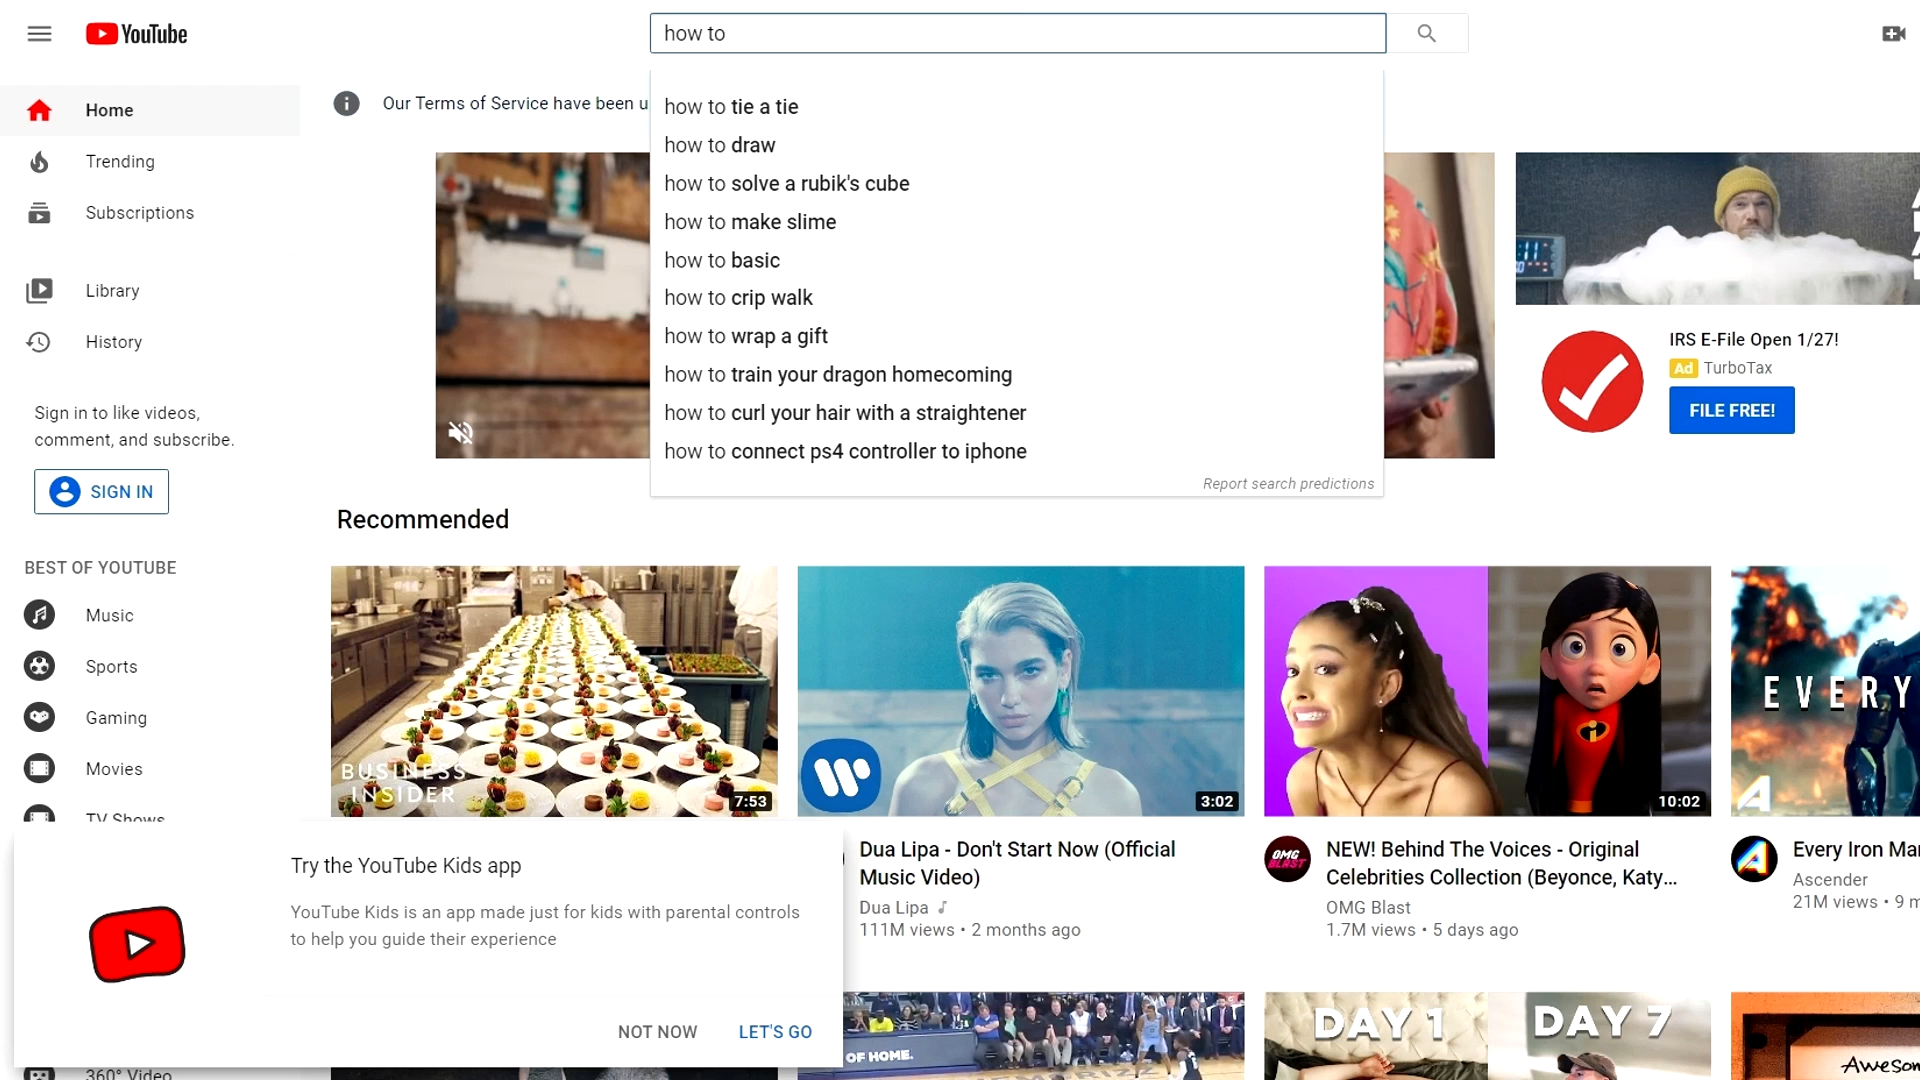 YouTube
how to
Home
Trending
Subscriptions
Library
History
Sign in to like videos,
comment, and subscribe.
SIGN IN
BEST OF YOUTUBE
Music
Sports
Gaming
Movies
TV Shows
360° Video
Our Terms of Service have been u
how to tie a tie
how to draw
how to solve a rubik's cube
how to make slime
how to basic
how to crip walk
how to wrap a gift
how to train your dragon homecoming
how to curl your hair with a straightener
how to connect ps4 controller to iphone
Report search predictions
IRS E-File Open 1/27!
Ad TurboTax
FILE FREE!
Recommended
BUSINESS
INSIDER
7:53
3:02
10:02
EVERY
Dua Lipa - Don't Start Now (Official
Music Video)
Dua Lipa
111M views • 2 months ago
OMG
BLAST
NEW! Behind The Voices - Original
Celebrities Collection (Beyonce, Katy...
OMG Blast
1.7M views • 5 days ago
Every Iron Ma
Ascender
21M views • 9 m
Try the YouTube Kids app
YouTube Kids is an app made just for kids with parental controls
to help you guide their experience
NOT NOW
LET'S GO
OF HOME.
DAY 1
DAY 7
Awesom